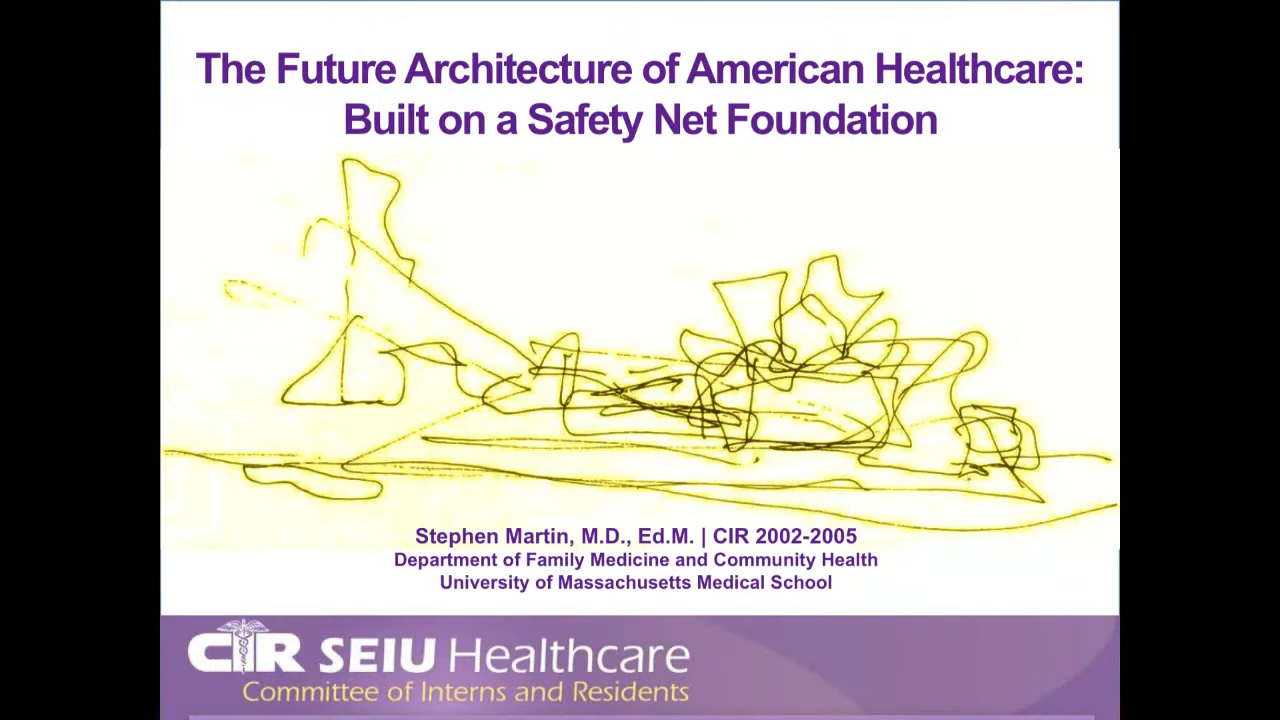 The Future Architecture of American Healthcare:
Built on a Safety Net Foundation
Stephen Martin, M.D., Ed.M. | CIR 2002-2005
Department of Family Medicine and Community Health
University of Massachusetts Medical School
CIR SEIU Healthcare
Committee of Interns and Residents